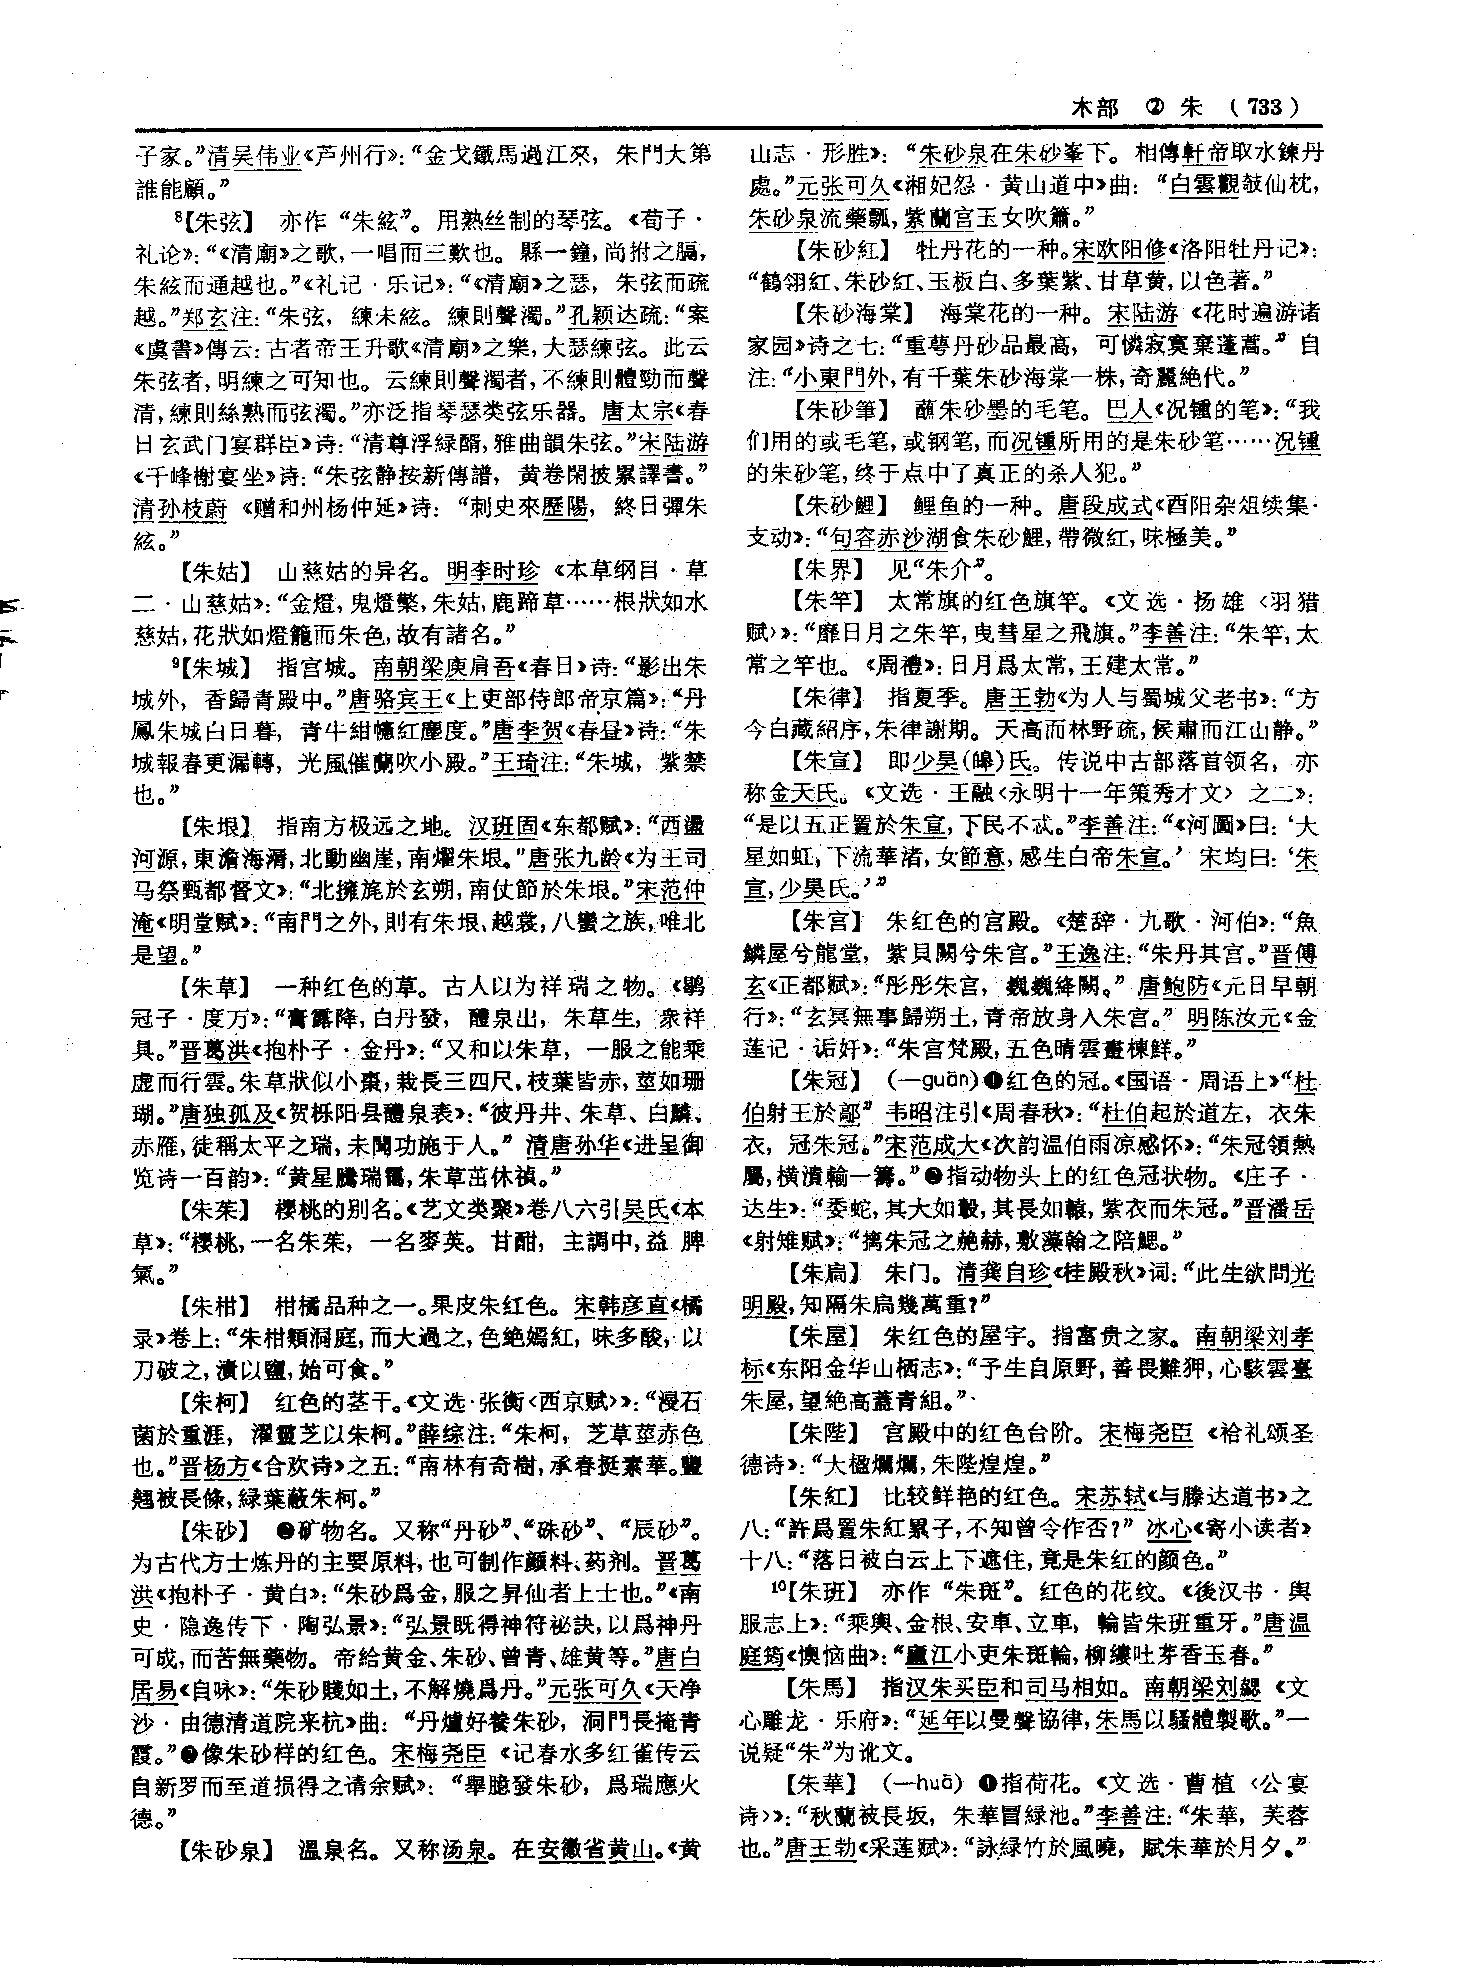 木部 ② 朱 (733)
子家。”清吴伟业《芦州行》：“金戈鐵馬過江來，朱門大第
誰能顧。”
⁸【朱弦】 亦作“朱絃”。用熟丝制的琴弦。《荀子·
礼论》：“《清廟》之歌，一唱而三歎也。縣一鐘，尚拊之膈，
朱絃而通越也。”《礼记·乐记》：“《清廟》之瑟，朱弦而疏
越。”郑玄注：“朱弦，練朱絃。練則聲濁。”孔颖达疏：“案
《虞書》傳云：古者帝王升歌《清廟》之樂，大瑟練弦。此云
朱弦者，明練之可知也。云練則聲濁者，不練則體勁而聲
清，練則絲熟而弦濁。”亦泛指琴瑟类弦乐器。唐太宗《春
日玄武门宴群臣》诗：“清尊浮緑醑，雅曲韻朱弦。”宋陆游
《千峰榭宴坐》诗：“朱弦静按新傳譜，黄卷閑披累譯書。”
清孙枝蔚《赠和州杨仲延》诗：“刺史來歷陽，終日彈朱
絃。”
【朱姑】 山慈姑的异名。明李时珍《本草纲目·草
二·山慈姑》：“金燈，鬼燈檠，朱姑，鹿蹄草……根狀如水
慈姑，花狀如燈籠而朱色，故有諸名。”
⁹【朱城】 指宫城。南朝梁庾肩吾《春日》诗：“影出朱
城外，香歸青殿中。”唐骆宾王《上吏部侍郎帝京篇》：“丹
鳳朱城白日暮，青牛紺幰紅塵度。”唐李贺《春昼》诗：“朱
城報春更漏轉，光風催蘭吹小殿。”王琦注：“朱城，紫禁
也。”
【朱垠】 指南方极远之地。汉班固《东都赋》：“西盪
河源，東澹海漘，北動幽崖，南燿朱垠。”唐张九龄《为王司
马祭甄都督文》：“北擁旄於玄朔，南仗節於朱垠。”宋范仲
淹《明堂赋》：“南門之外，則有朱垠、越裳，八蠻之族，唯北
是望。”
【朱草】 一种红色的草。古人以为祥瑞之物。《鹖
冠子·度万》：“膏露降，白丹發，醴泉出，朱草生，衆祥
具。”晋葛洪《抱朴子·金丹》：“又和以朱草，一服之能乘
虚而行雲。朱草狀似小棗，栽長三四尺，枝葉皆赤，莖如珊
瑚。”唐独孤及《贺栎阳县醴泉表》：“彼丹井、朱草、白麟、
赤雁，徒稱太平之瑞，未聞功施于人。”清唐孙华《进呈御
览诗一百韵》：“黄星騰瑞靄，朱草茁休禎。”
【朱茱】 樱桃的别名。《艺文类聚》卷八六引吴氏《本
草》：“櫻桃，一名朱茱，一名麥英。甘酣，主調中，益脾
氣。”
【朱柑】 柑橘品种之一。果皮朱红色。宋韩彦直《橘
录》卷上：“朱柑類洞庭，而大過之，色絶嫣紅，味多酸，以
刀破之，漬以鹽，始可食。”
【朱柯】 红色的茎干。《文选·张衡〈西京赋〉》：“浸石
菌於重涯，濯靈芝以朱柯。”薛综注：“朱柯，芝草莖赤色
也。”晋杨方《合欢诗》之五：“南林有奇樹，承春挺素華。豐
翘被長條，緑葉蔽朱柯。”
【朱砂】 ❶矿物名。又称“丹砂”、“硃砂”、“辰砂”。
为古代方士炼丹的主要原料，也可制作颜料、药剂。晋葛
洪《抱朴子·黄白》：“朱砂爲金，服之昇仙者上士也。”《南
史·隐逸传下·陶弘景》：“弘景既得神符祕訣，以爲神丹
可成，而苦無藥物。帝給黄金、朱砂、曾青、雄黄等。”唐白
居易《自咏》：“朱砂賤如土，不解燒爲丹。”元张可久《天净
沙·由德清道院来杭》曲：“丹爐好養朱砂，洞門長掩青
霞。”❷像朱砂样的红色。宋梅尧臣《记春水多红雀传云
自新罗而至道损得之请余赋》：“舉臆發朱砂，爲瑞應火
德。”
【朱砂泉】 温泉名。又称汤泉。在安徽省黄山。《黄
山志·形胜》：“朱砂泉在朱砂峯下。相傳軒帝取水鍊丹
處。”元张可久《湘妃怨·黄山道中》曲：“白雲觀攲仙枕，
朱砂泉流藥瓢，紫蘭宫玉女吹簫。”
【朱砂紅】 牡丹花的一种。宋欧阳修《洛阳牡丹记》：
“鹤翎紅、朱砂紅、玉板白、多葉紫、甘草黄，以色著。”
【朱砂海棠】 海棠花的一种。宋陆游《花时遍游诸
家园》诗之七：“重萼丹砂品最高，可憐寂寞棄蓬蒿。”自
注：“小東門外，有千葉朱砂海棠一株，奇麗絶代。”
【朱砂筆】 蘸朱砂墨的毛笔。巴人《况锺的笔》：“我
们用的或毛笔，或钢笔，而况锺所用的是朱砂笔……况锺
的朱砂笔，终于点中了真正的杀人犯。”
【朱砂鯉】 鲤鱼的一种。唐段成式《酉阳杂俎续集·
支动》：“句容赤沙湖食朱砂鯉，帶微紅，味極美。”
【朱界】 见“朱介”。
【朱竿】 太常旗的红色旗竿。《文选·扬雄〈羽猎
赋〉》：“靡日月之朱竿，曳彗星之飛旗。”李善注：“朱竿，太
常之竿也。《周禮》：日月爲太常，王建太常。”
【朱律】 指夏季。唐王勃《为人与蜀城父老书》：“方
今白藏紹序，朱律謝期。天高而林野疏，候肅而江山静。”
【朱宣】 即少昊(皞)氏。传说中古部落首领名，亦
称金天氏。《文选·王融〈永明十一年策秀才文〉之二》：
“是以五正置於朱宣，下民不忒。”李善注：“《河圖》曰：‘大
星如虹，下流華渚，女節意，感生白帝朱宣。’宋均曰：‘朱
宣，少昊氏。’”
【朱宫】 朱红色的宫殿。《楚辞·九歌·河伯》：“魚
鱗屋兮龍堂，紫貝闕兮朱宫。”王逸注：“朱丹其宫。”晋傅
玄《正都赋》：“彤彤朱宫，巍巍絳闕。”唐鲍防《元日早朝
行》：“玄冥無事歸朔土，青帝放身入朱宫。”明陈汝元《金
莲记·诟奸》：“朱宫梵殿，五色晴雲畫棟鮮。”
【朱冠】 (一guān)❶红色的冠。《国语·周语上》“杜
伯射王於鄗”韦昭注引《周春秋》：“杜伯起於道左，衣朱
衣，冠朱冠。”宋范成大《次韵温伯雨凉感怀》：“朱冠領熱
屬，横潰輸一籌。”❷指动物头上的红色冠状物。《庄子·
达生》：“委蛇，其大如轂，其長如轅，紫衣而朱冠。”晋潘岳
《射雉赋》：“擒朱冠之赩赫，敷藻翰之陪鰓。”
【朱扃】 朱门。清龚自珍《桂殿秋》词：“此生欲問光
明殿，知隔朱扃幾萬重？”
【朱屋】 朱红色的屋宇。指富贵之家。南朝梁刘孝
标《东阳金华山栖志》：“予生自原野，善畏難狎，心駭雲臺
朱屋，望絶高蓋青組。”
【朱陛】 宫殿中的红色台阶。宋梅尧臣《祫礼颂圣
德诗》：“大楹爛爛，朱陛煌煌。”
【朱紅】 比较鲜艳的红色。宋苏轼《与滕达道书》之
八：“許爲置朱紅累子，不知曾令作否？”冰心《寄小读者》
十八：“落日被白云上下遮住，竟是朱红的颜色。”
¹⁰【朱班】 亦作“朱斑”。红色的花纹。《後汉书·舆
服志上》：“乘輿、金根、安車、立車，輪皆朱班重牙。”唐温
庭筠《懊恼曲》：“廬江小吏朱斑輪，柳縷吐芽香玉春。”
【朱馬】 指汉朱买臣和司马相如。南朝梁刘勰《文
心雕龙·乐府》：“延年以曼聲協律，朱馬以騷體製歌。”一
说疑“朱”为讹文。
【朱華】 (一huā) ❶指荷花。《文选·曹植〈公宴
诗〉》：“秋蘭被長坂，朱華冒緑池。”李善注：“朱華，芙蓉
也。”唐王勃《采莲赋》：“詠緑竹於風曉，賦朱華於月夕。”